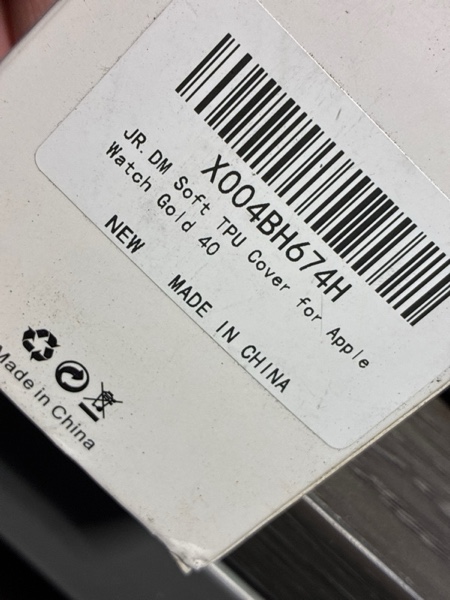 X004BH674H
JR.DM Soft TPU Cover for Apple
Watch Gold 40
NEW MADE IN CHINA
Made in China